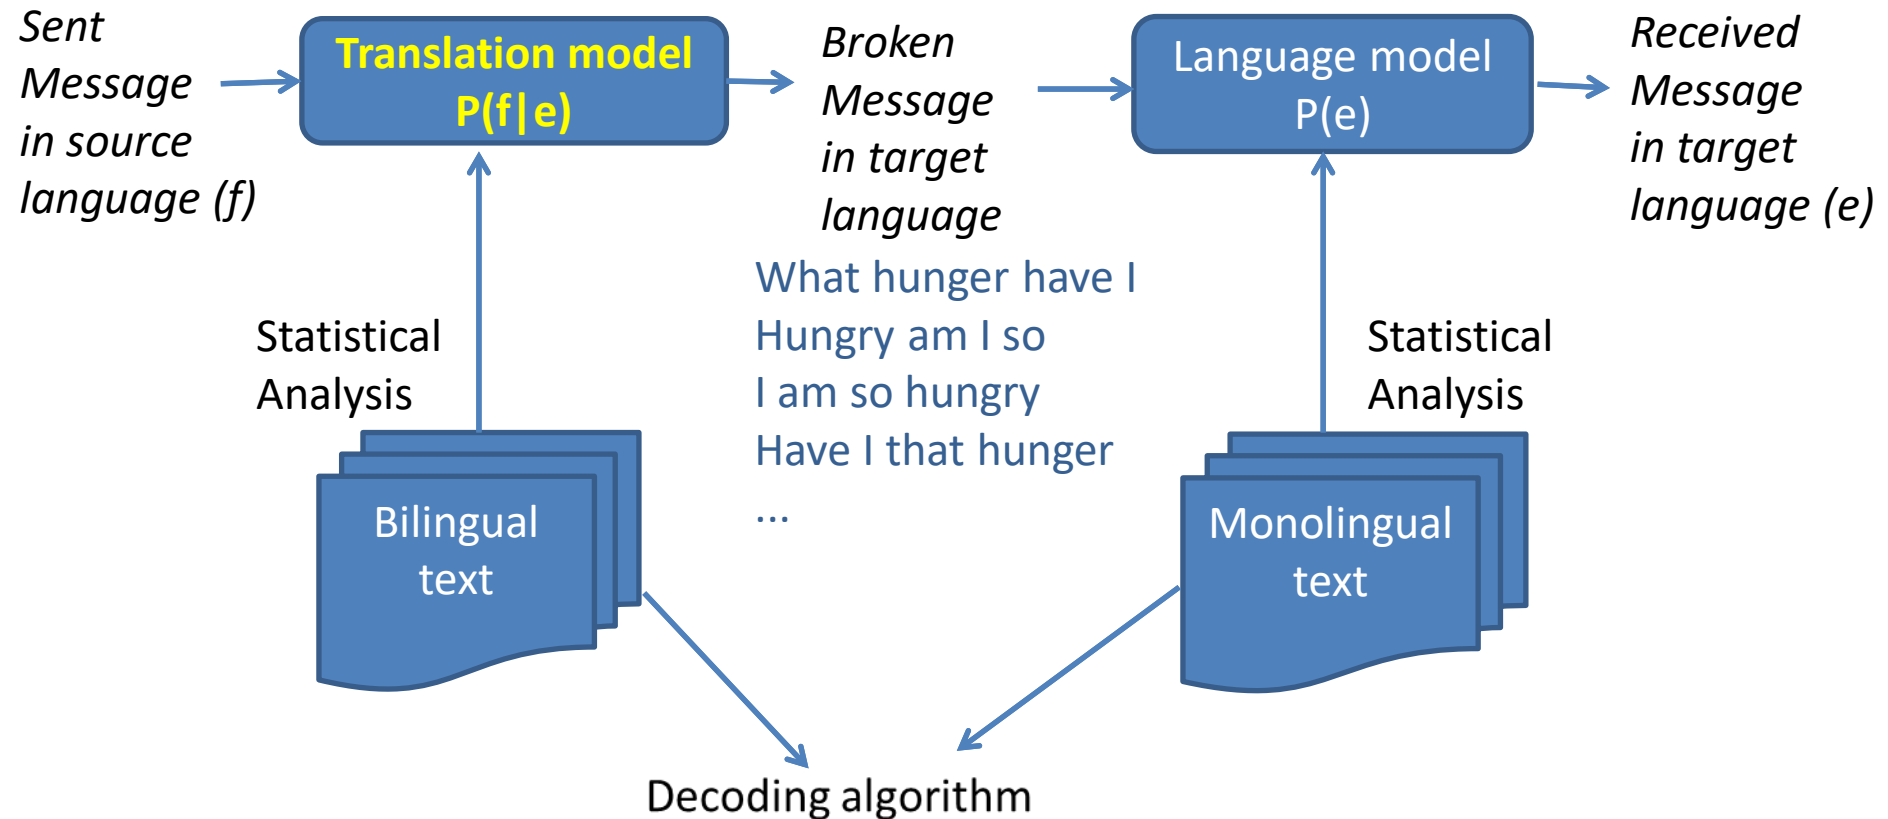 Sent
Message
in source
language (f)
Translation model
P(f|e)
Broken
Message
in target
language
Language model
P(e)
Received
Message
in target
language (e)
What hunger have I
Hungry am I so
I am so hungry
Have I that hunger
...
Statistical
Analysis
Statistical
Analysis
Bilingual
text
Monolingual
text
Decoding algorithm